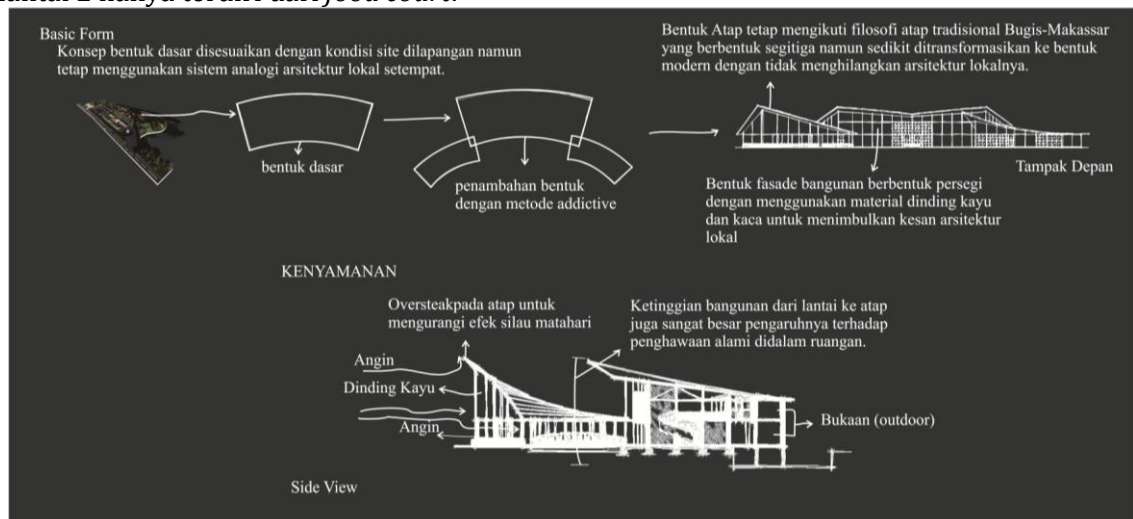 Basic Form
Konsep bentuk dasar disesuaikan dengan kondisi site dilapangan namun
tetap menggunakan sistem analogi arsitektur lokal setempat.
bentuk dasar
penambahan bentuk
dengan metode addictive
Bentuk Atap tetap mengikuti filosofi atap tradisional Bugis-Makassar
yang berbentuk segitiga namun sedikit ditransformasikan ke bentuk
modern dengan tidak menghilangkan arsitektur lokalnya.
Tampak Depan
Bentuk fasade bangunan berbentuk persegi
dengan menggunakan material dinding kayu
dan kaca untuk menimbulkan kesan arsitektur
lokal
KENYAMANAN
Oversteakpada atap untuk
mengurangi efek silau matahari
Ketinggian bangunan dari lantai ke atap
juga sangat besar pengaruhnya terhadap
penghawaan alami didalam ruangan.
Angin
Dinding Kayu
Angin
Bukaan (outdoor)
Side View